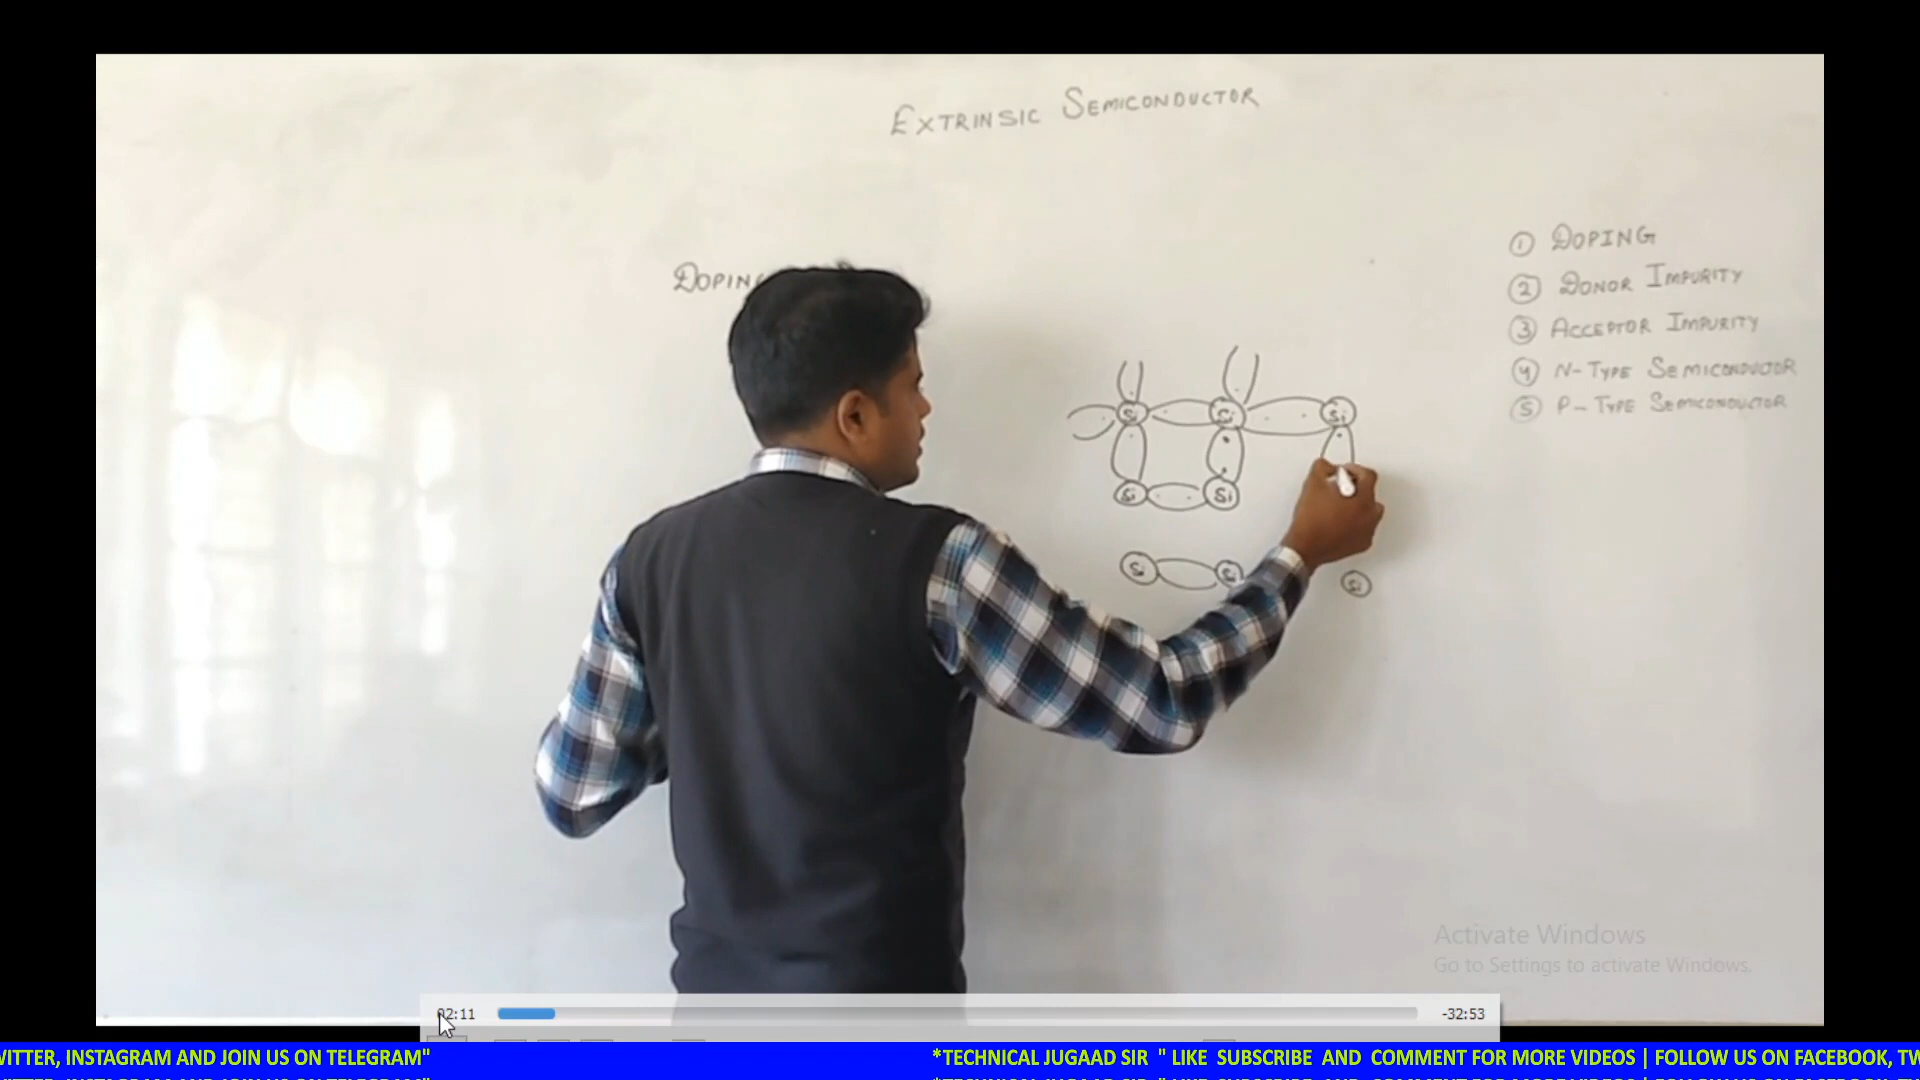 EXTRINSIC SEMICONDUCTOR
① DOPING
② DONOR IMPURITY
③ ACCEPTOR IMPURITY
④ N-TYPE SEMICONDUCTOR
⑤ P-TYPE SEMICONDUCTOR
DOPING
Si Si Si
Si Si
Si Si Si
Activate Windows
Go to Settings to activate Windows.
02:11 -32:53
WITTER, INSTAGRAM AND JOIN US ON TELEGRAM" *TECHNICAL JUGAAD SIR " LIKE SUBSCRIBE AND COMMENT FOR MORE VIDEOS | FOLLOW US ON FACEBOOK, TW